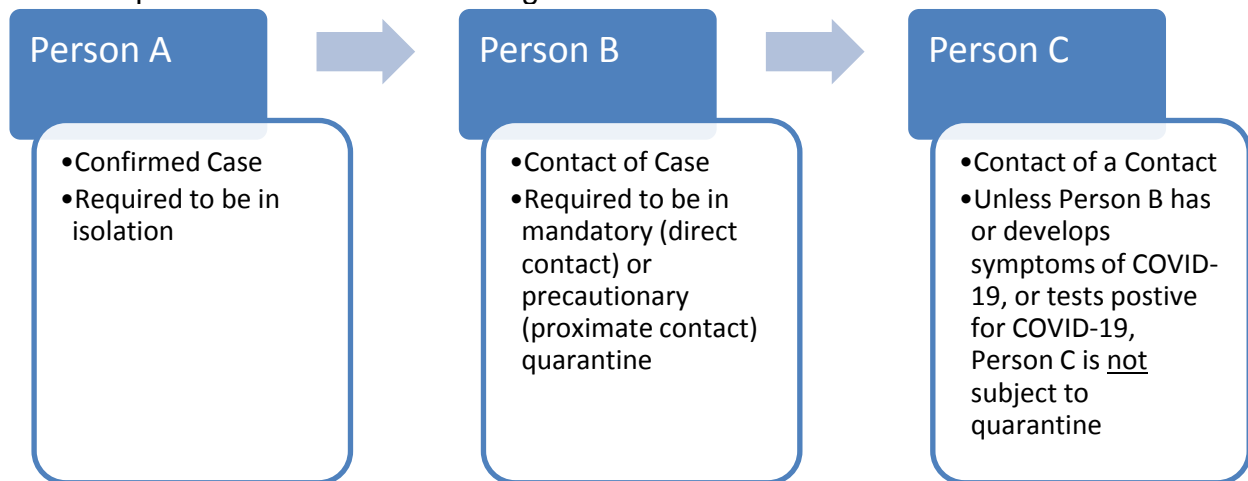 Person A
•Confirmed Case
•Required to be in
isolation
Person B
•Contact of Case
•Required to be in
mandatory (direct
contact) or
precautionary
(proximate contact)
quarantine
Person C
•Contact of a Contact
•Unless Person B has
or develops
symptoms of COVID-
19, or tests postive
for COVID-19,
Person C is not
subject to
quarantine